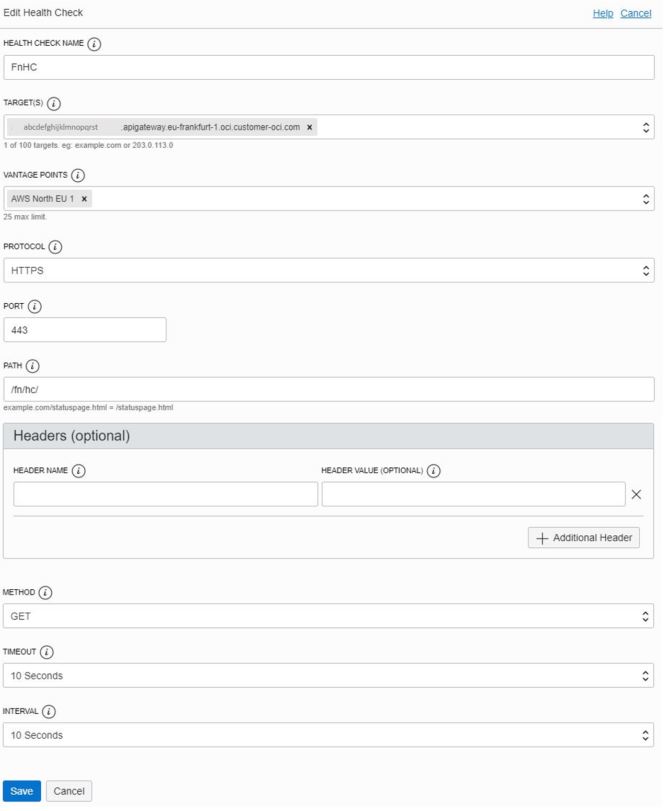 Edit Health Check
Help Cancel
HEALTH CHECK NAME i
FnHC
TARGET(S) i
abcdefghijklmnopqrst .apigateway.eu-frankfurt-1.oci.customer-oci.com x
1 of 100 targets. eg: example.com or 203.0.113.0
VANTAGE POINTS i
AWS North EU 1 x
25 max limit.
PROTOCOL i
HTTPS
PORT i
443
PATH i
/fn/hc/
example.com/statuspage.html = /statuspage.html
Headers (optional)
HEADER NAME i
HEADER VALUE (OPTIONAL) i
+ Additional Header
METHOD i
GET
TIMEOUT i
10 Seconds
INTERVAL i
10 Seconds
Save Cancel